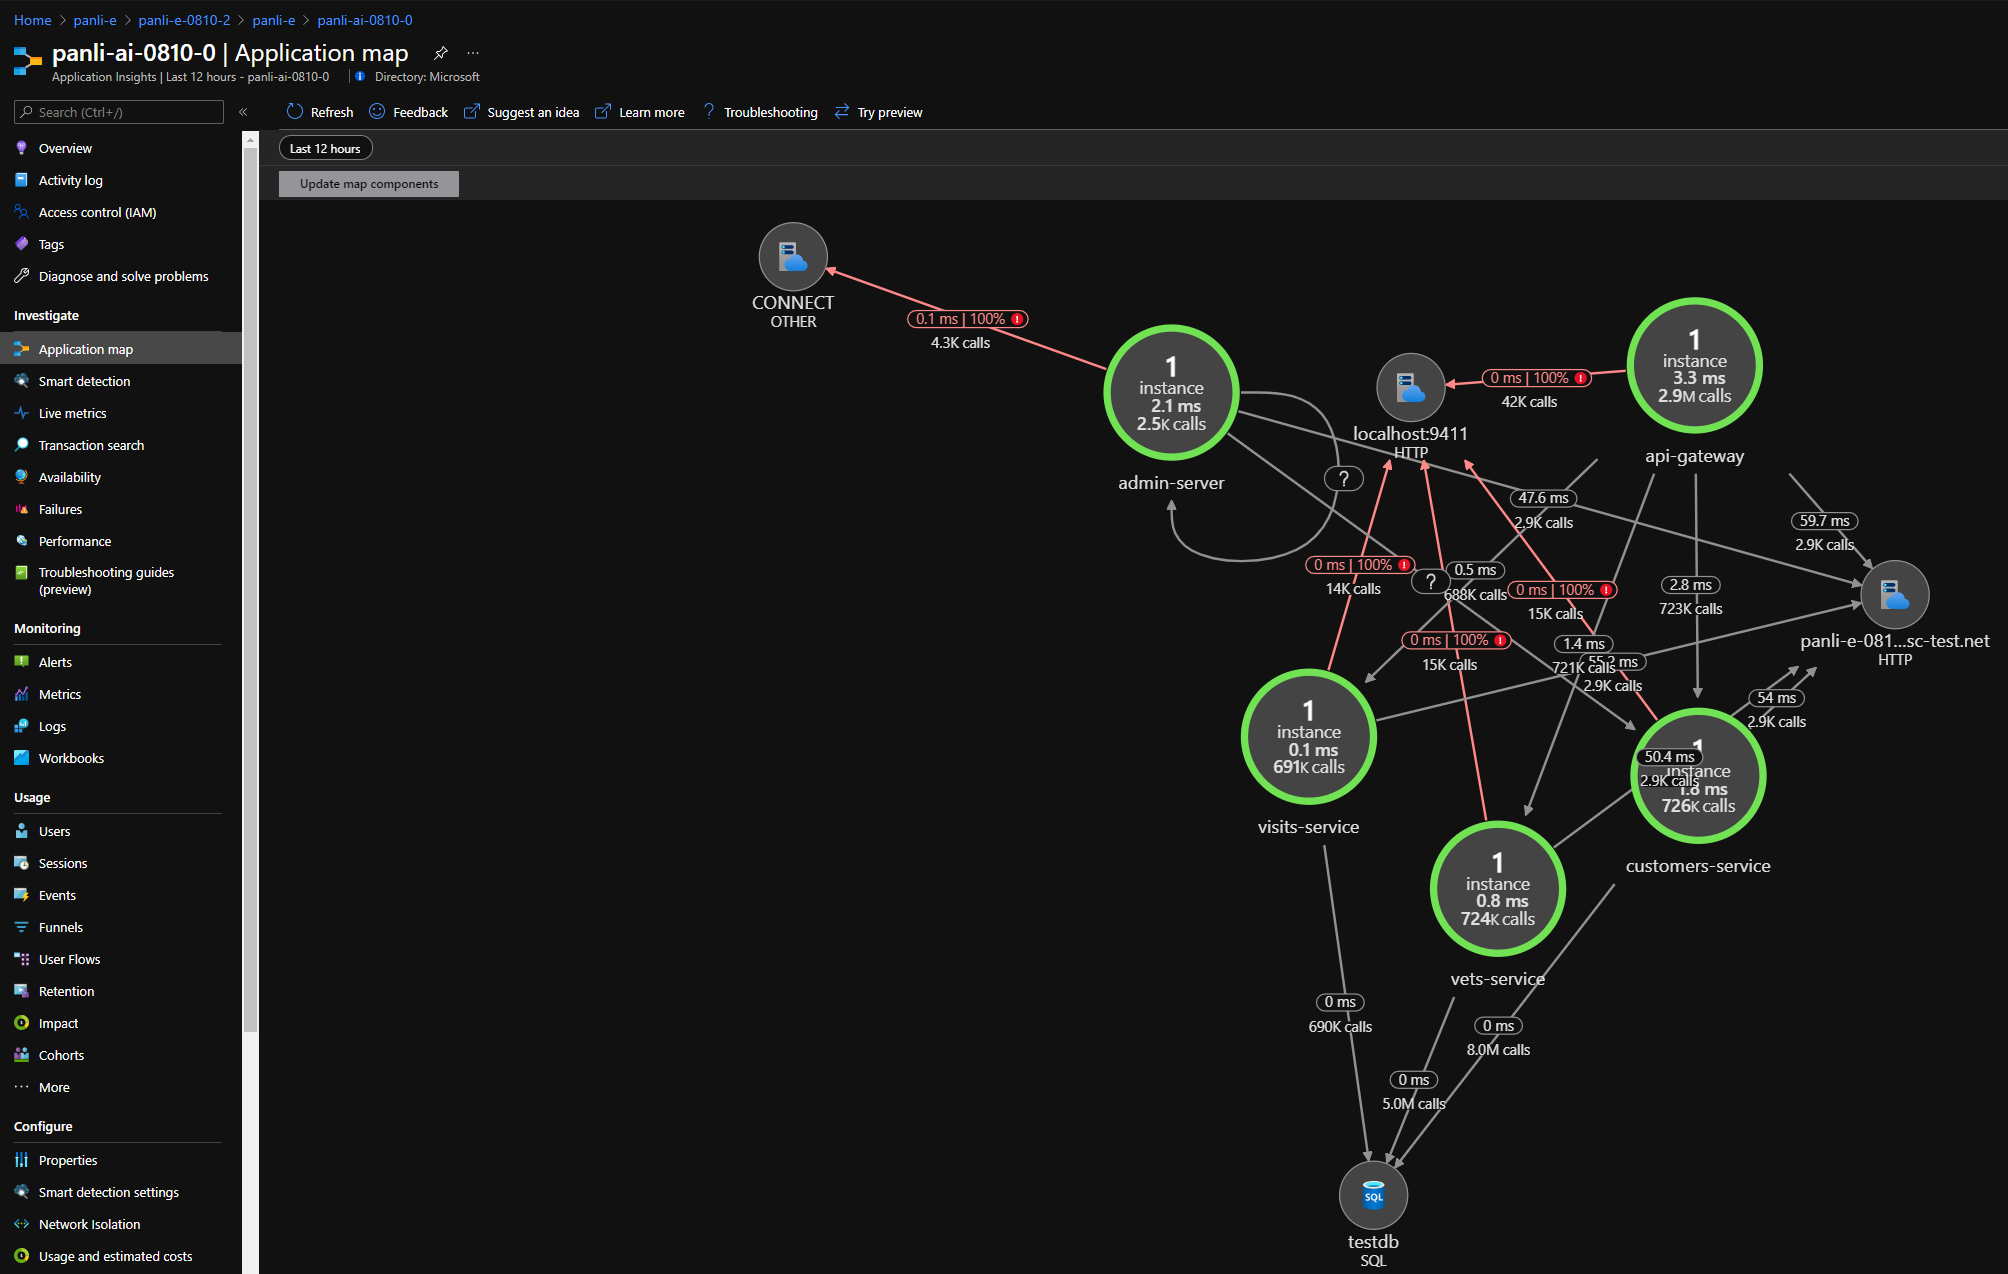 Home > panli-e > panli-e-0810-2 > panli-e > panli-ai-0810-0
panli-ai-0810-0 | Application map
Application Insights | Last 12 hours - panli-ai-0810-0 | Directory: Microsoft
Search (Ctrl+/)
Refresh
Feedback
Suggest an idea
Learn more
Troubleshooting
Try preview
Last 12 hours
Update map components
Overview
Activity log
Access control (IAM)
Tags
Diagnose and solve problems
Investigate
Application map
Smart detection
Live metrics
Transaction search
Availability
Failures
Performance
Troubleshooting guides
(preview)
Monitoring
Alerts
Metrics
Logs
Workbooks
Usage
Users
Sessions
Events
Funnels
User Flows
Retention
Impact
Cohorts
More
Configure
Properties
Smart detection settings
Network Isolation
Usage and estimated costs
CONNECT
OTHER
0.1 ms | 100%
4.3K calls
1
instance
2.1 ms
2.5K calls
admin-server
?
localhost:9411
HTTP
0 ms | 100%
42K calls
1
instance
3.3 ms
2.9M calls
api-gateway
47.6 ms
2.9K calls
59.7 ms
2.9K calls
0 ms | 100%
14K calls
?
0.5 ms
688K calls
0 ms | 100%
15K calls
2.8 ms
723K calls
panli-e-081...sc-test.net
HTTP
0 ms | 100%
15K calls
1.4 ms
721K calls
55.2 ms
2.9K calls
54 ms
2.9K calls
1
instance
0.1 ms
691K calls
visits-service
50.4 ms
2.9K calls
1
instance
1.8 ms
726K calls
customers-service
1
instance
0.8 ms
724K calls
vets-service
0 ms
690K calls
0 ms
8.0M calls
0 ms
5.0M calls
SQL
testdb
SQL